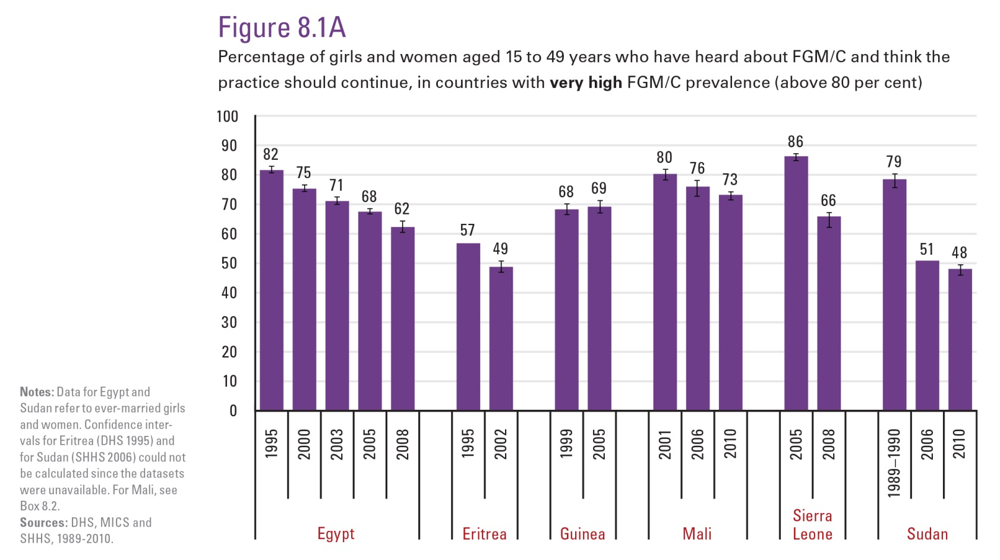 Figure 8.1A
Percentage of girls and women aged 15 to 49 years who have heard about FGM/C and think the
practice should continue, in countries with very high FGM/C prevalence (above 80 per cent)
100
90
80
70
60
50
40
30
20
10
0
82
75
71
68
62
57
49
68
69
80
76
73
86
66
79
51
48
1995
2000
2003
2005
2008
1995
2002
1999
2005
2001
2006
2010
2005
2008
1989–1990
2006
2010
Egypt
Eritrea
Guinea
Mali
Sierra
Leone
Sudan
Notes: Data for Egypt and
Sudan refer to ever-married girls
and women. Confidence inter-
vals for Eritrea (DHS 1995) and
for Sudan (SHHS 2006) could not
be calculated since the datasets
were unavailable. For Mali, see
Box 8.2.
Sources: DHS, MICS and
SHHS, 1989-2010.